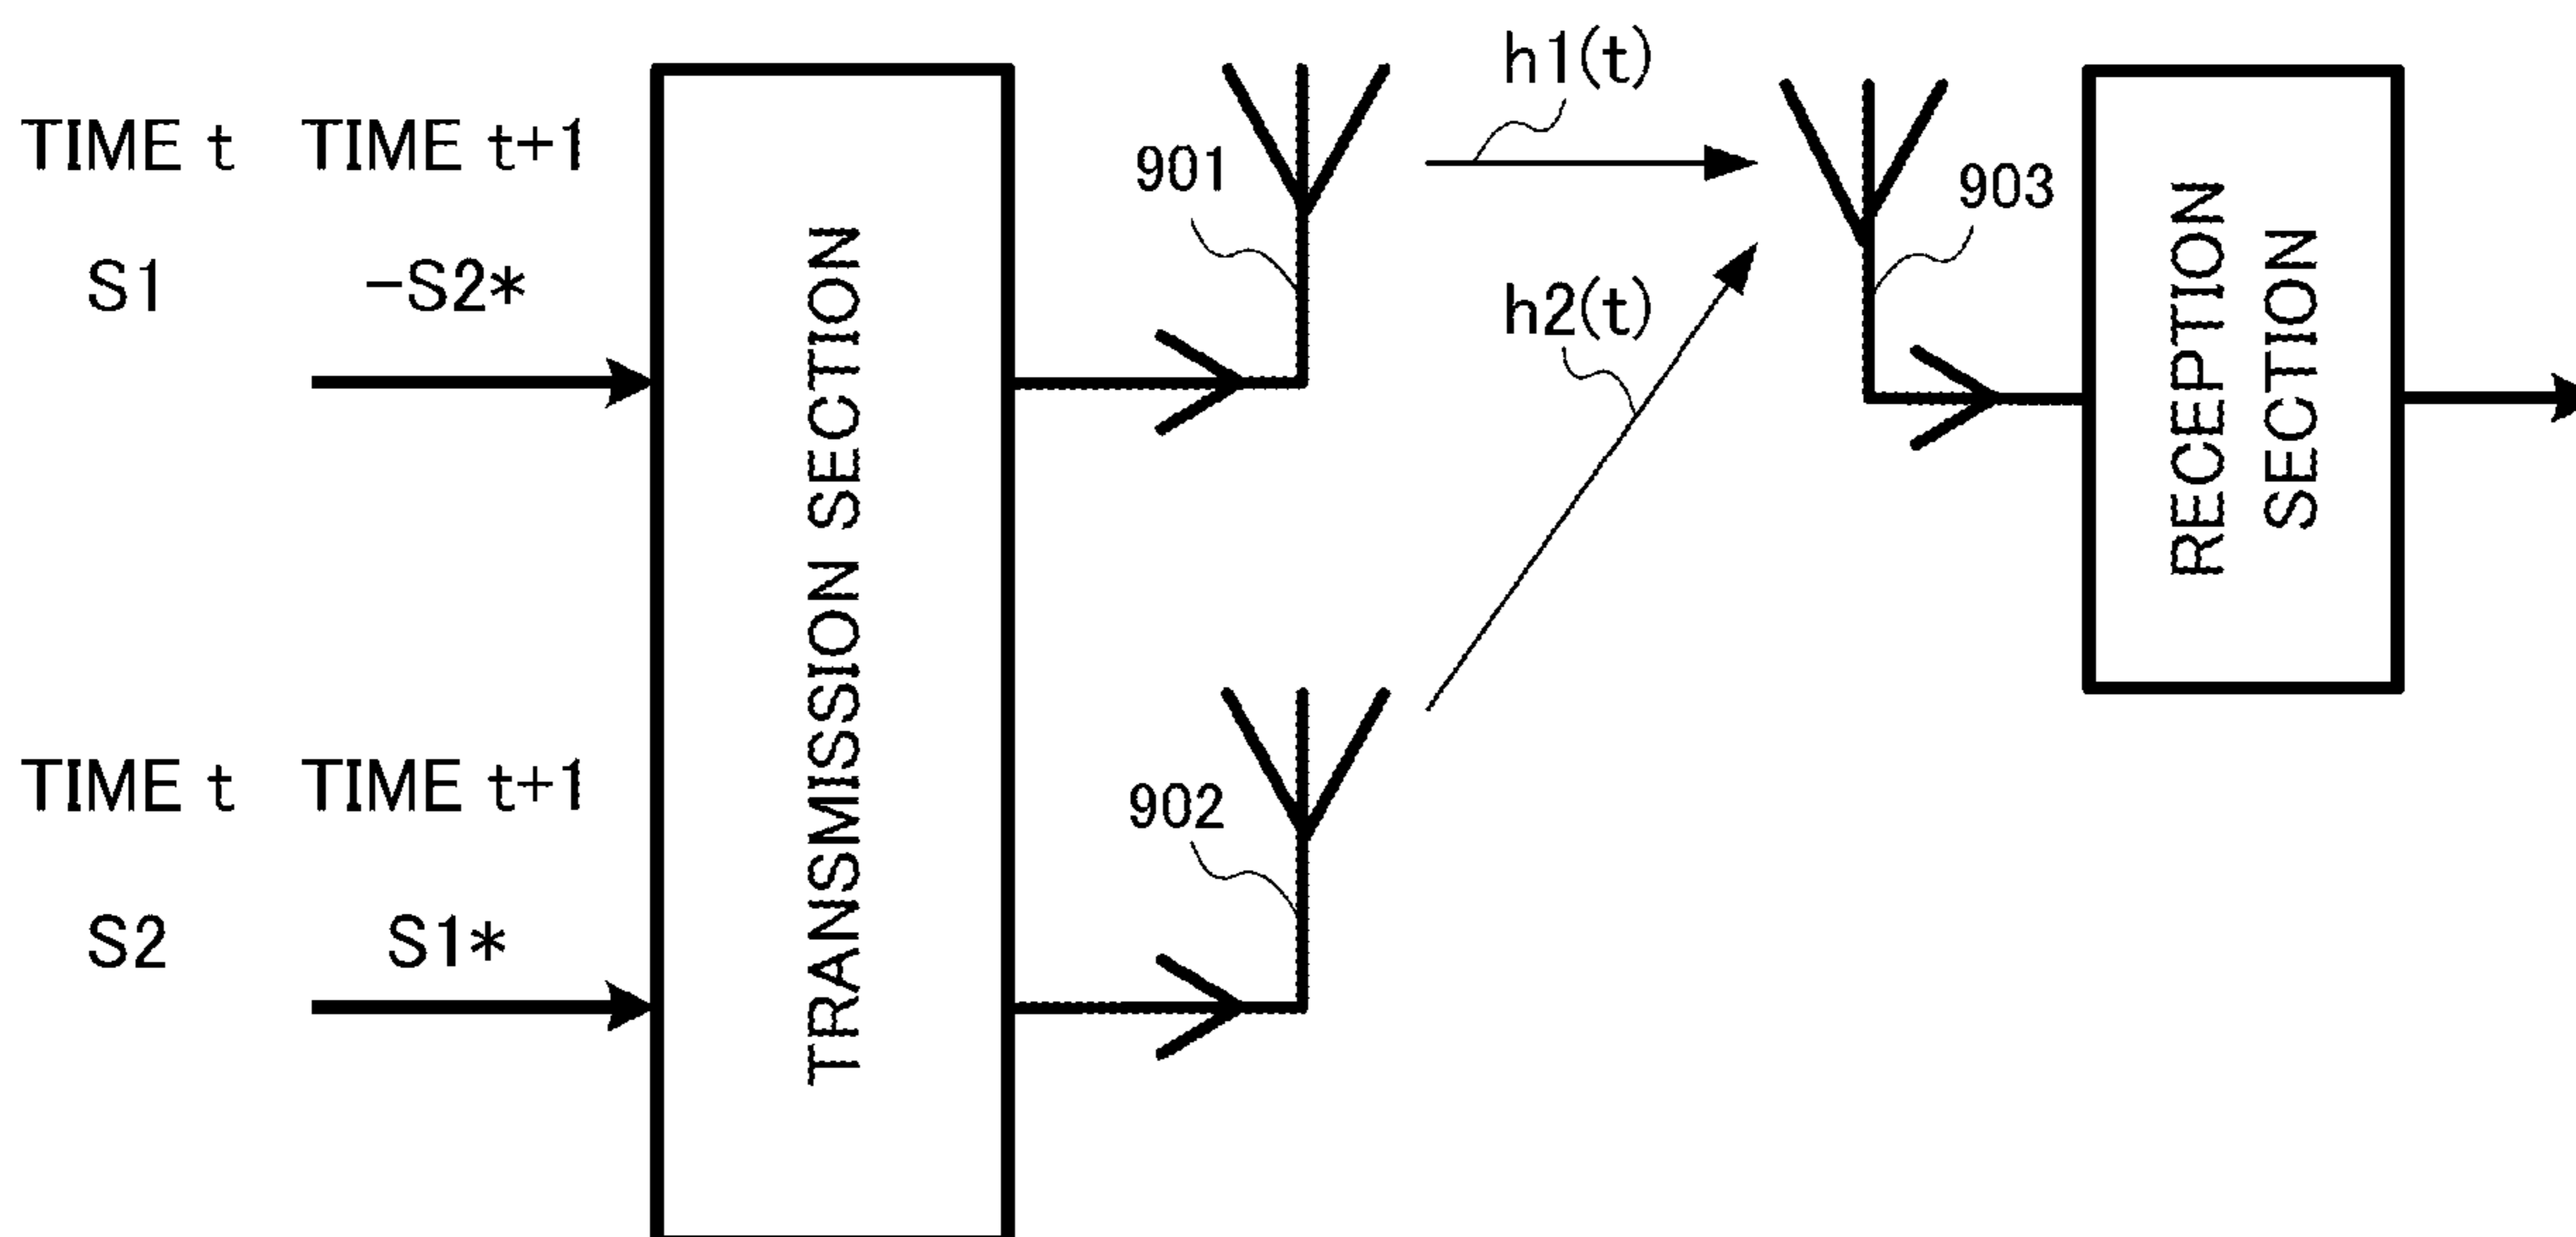 TIME t TIME t+1
S1 -S2*
TIME t TIME t+1
S2 S1*
TRANSMISSION SECTION
901
902
h1(t)
h2(t)
903
RECEPTION
SECTION